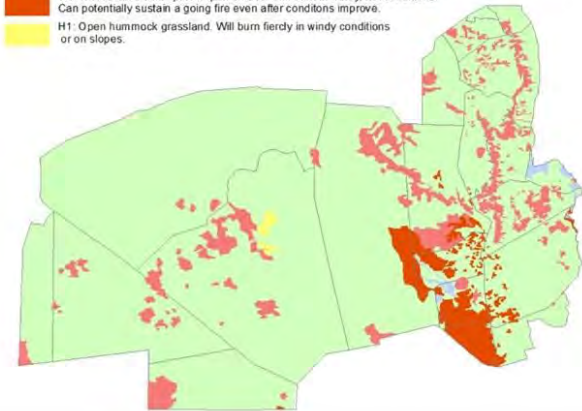 Can potentially sustain a going fire even after conditons improve.
H1: Open hummock grassland. Will burn fiercly in windy conditions
or on slopes.